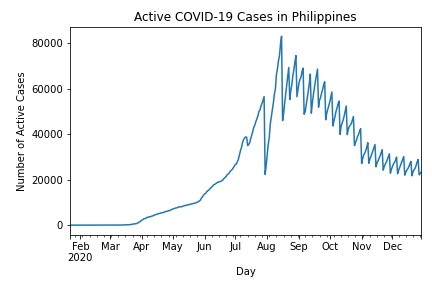 Active COVID-19 Cases in Philippines
Number of Active Cases
80000
60000
40000
20000
0
Feb Mar Apr May Jun Jul Aug Sep Oct Nov Dec
2020
Day